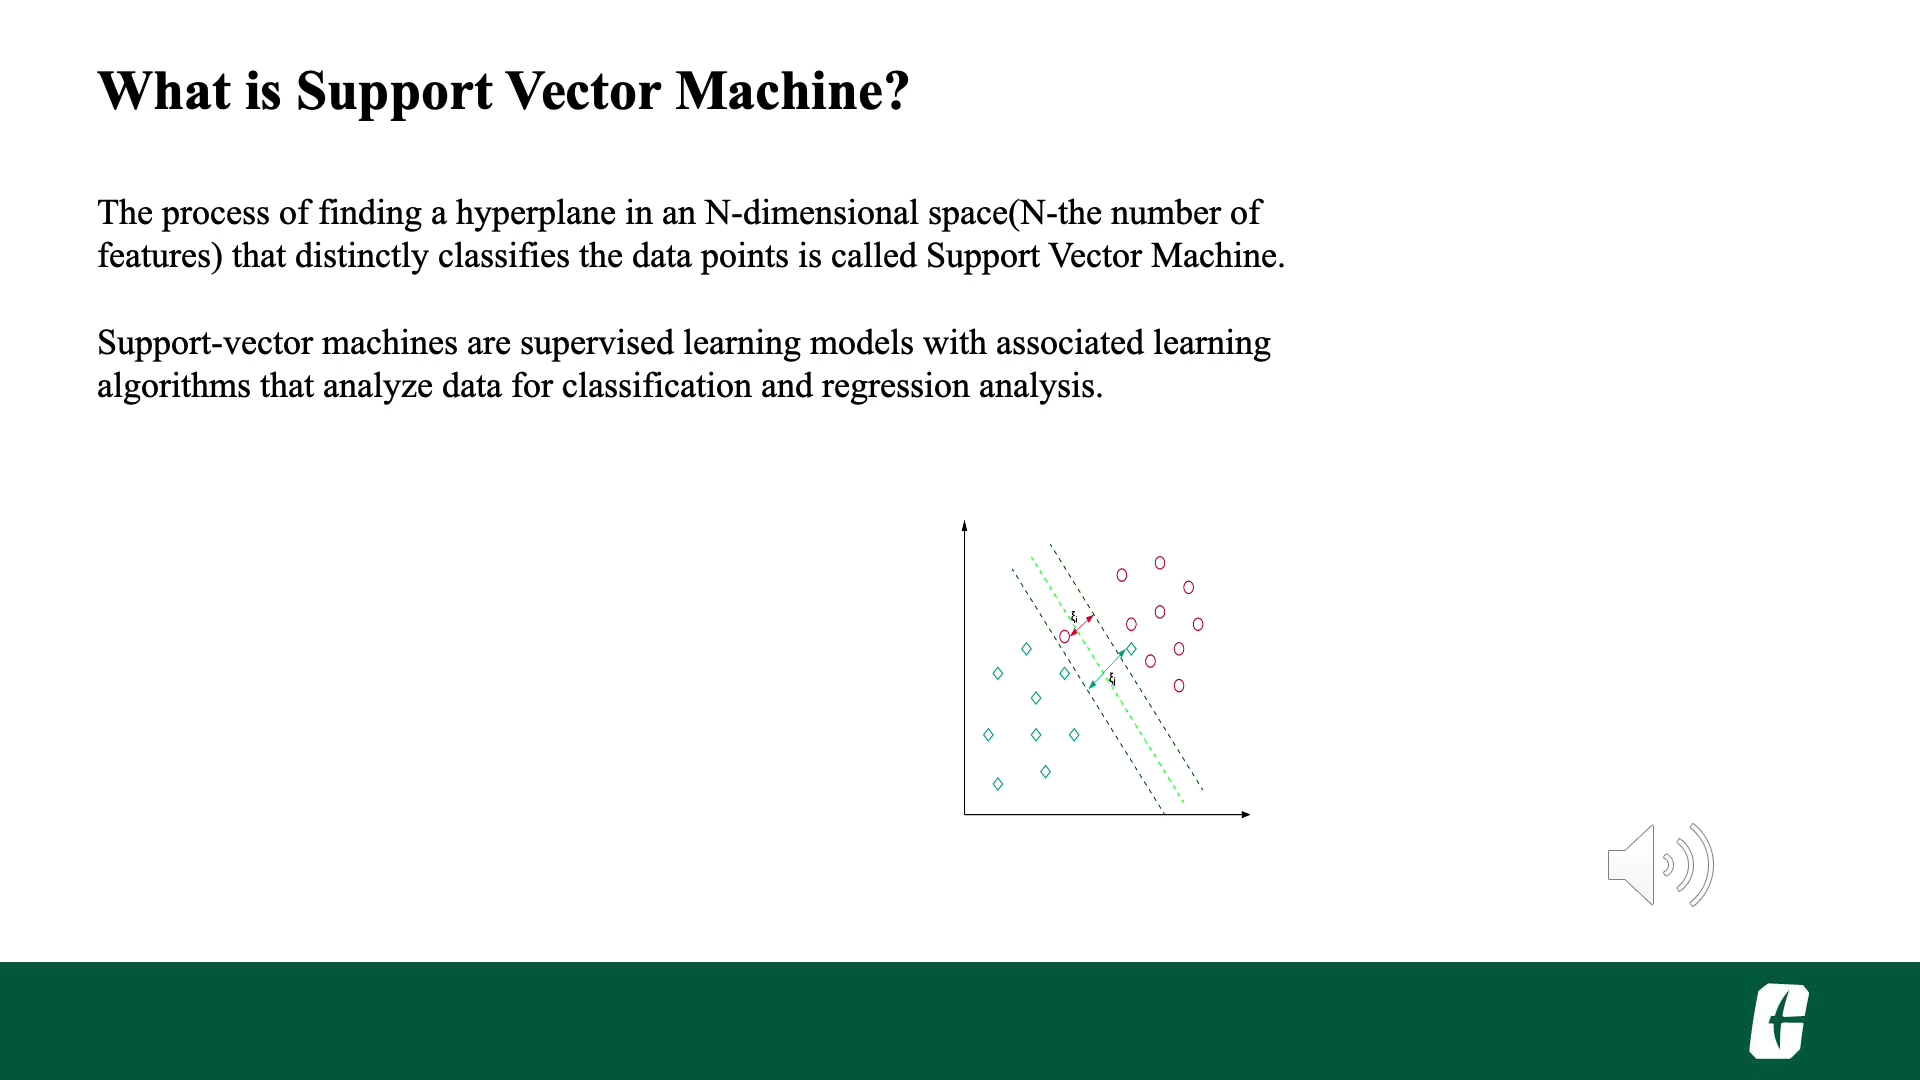 What is Support Vector Machine?
The process of finding a hyperplane in an N-dimensional space(N-the number of
features) that distinctly classifies the data points is called Support Vector Machine.
Support-vector machines are supervised learning models with associated learning
algorithms that analyze data for classification and regression analysis.
ξi
ξj